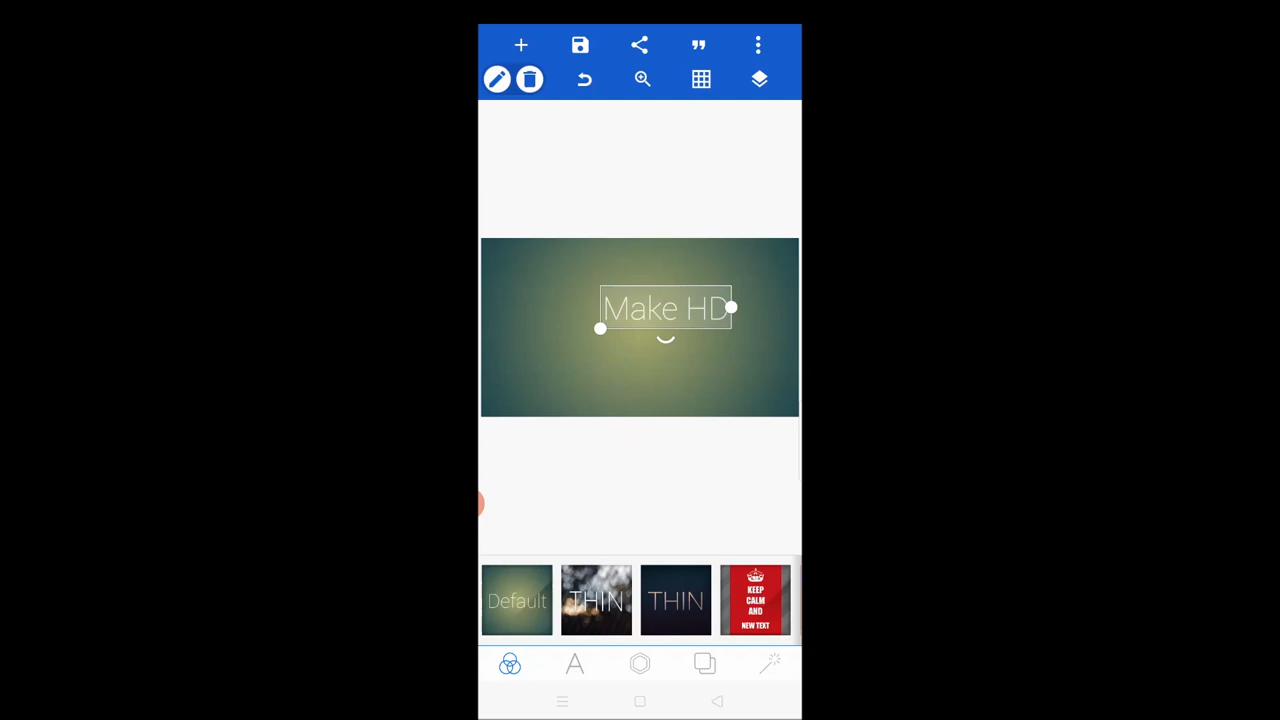 Make HD
Default
THIN
THIN
KEEP
CALM
AND
NEW TEXT